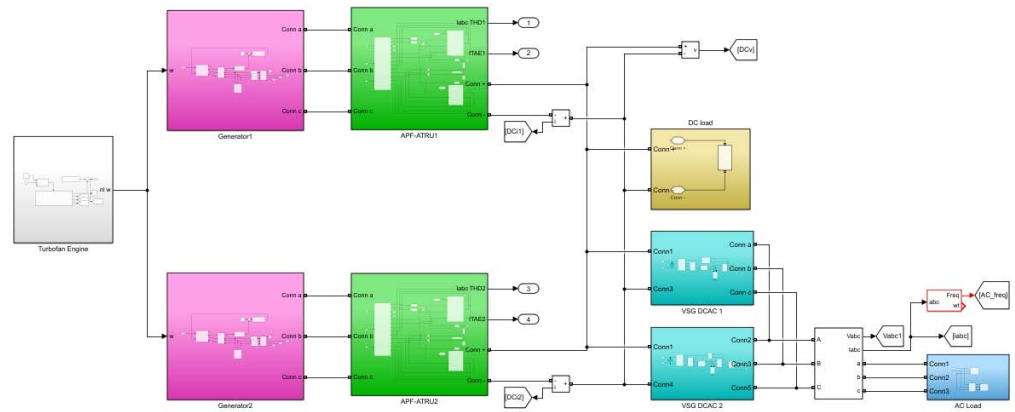 Turbofan Engine
nl w
w
Conn a
Conn b
Conn c
Generator1
Conn a
Conn b
Conn c
Iabc THD1
ITAE1
Conn +
Conn -
APF-ATRU1
1
2
[DCi1]
+
-
v
[DCv]
DC load
Conn +
Conn -
Conn +
Conn -
w
Conn a
Conn b
Conn c
Generator2
Conn a
Conn b
Conn c
Iabc THD2
ITAE2
Conn +
Conn -
APF-ATRU2
3
4
[DCi2]
Conn1
Conn3
Conn a
Conn b
Conn c
VSG DCAC 1
Conn1
Conn4
Conn2
Conn3
Conn5
VSG DCAC 2
A
B
C
Vabc
Iabc
a
b
c
Vabc1
[iabc]
abc
Freq
wt
[AC_freq]
Conn1
Conn2
Conn3
AC Load